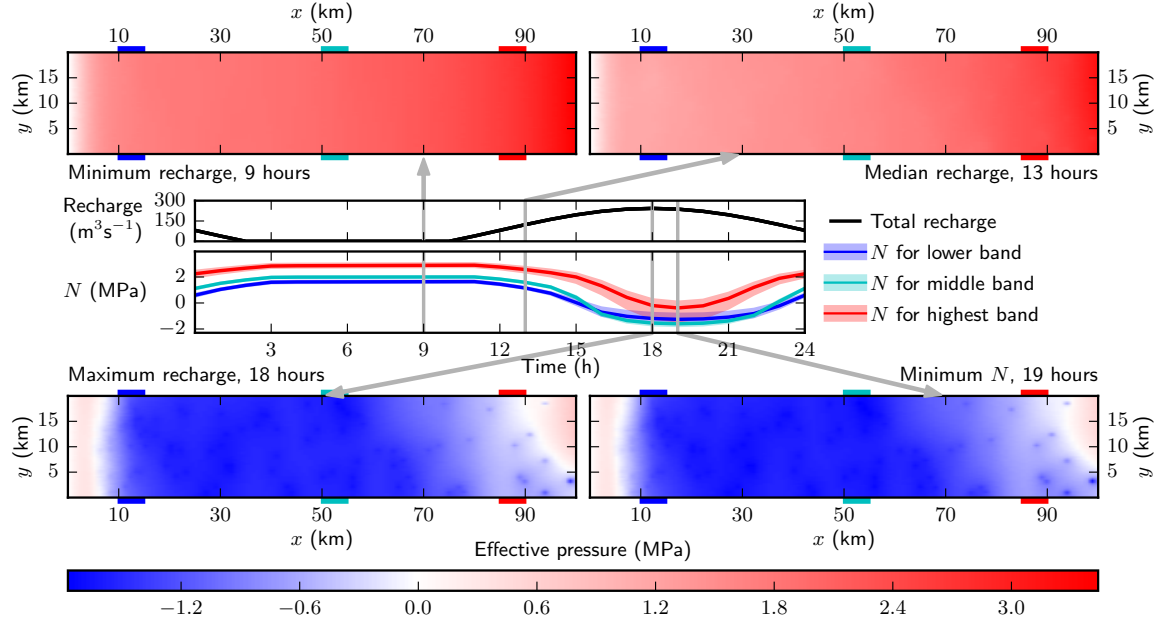 x (km) x (km)
10 30 50 70 90 10 30 50 70 90
y (km) 15 10 5 15 10 5 y (km)
Minimum recharge, 9 hours Median recharge, 13 hours
Recharge (m³s⁻¹) 300 150 0
N (MPa) 2 0 −2
3 6 9 12 15 18 21 24
Time (h)
Total recharge
N for lower band
N for middle band
N for highest band
Maximum recharge, 18 hours Minimum N, 19 hours
y (km) 15 10 5 15 10 5 y (km)
10 30 50 70 90 10 30 50 70 90
x (km) x (km)
Effective pressure (MPa)
−1.2 −0.6 0.0 0.6 1.2 1.8 2.4 3.0